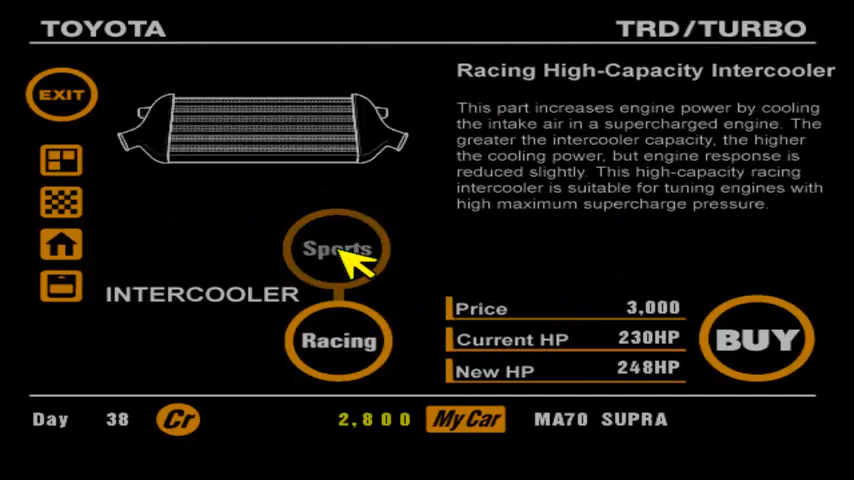 TOYOTA
TRD/TURBO
EXIT
Racing High-Capacity Intercooler
This part increases engine power by cooling
the intake air in a supercharged engine. The
greater the intercooler capacity, the higher
the cooling power, but engine response is
reduced slightly. This high-capacity racing
intercooler is suitable for tuning engines with
high maximum supercharge pressure.
Sports
INTERCOOLER
Racing
Price 3,000
Current HP 230HP
New HP 248HP
BUY
Day 38 Cr 2,800 My Car MA70 SUPRA